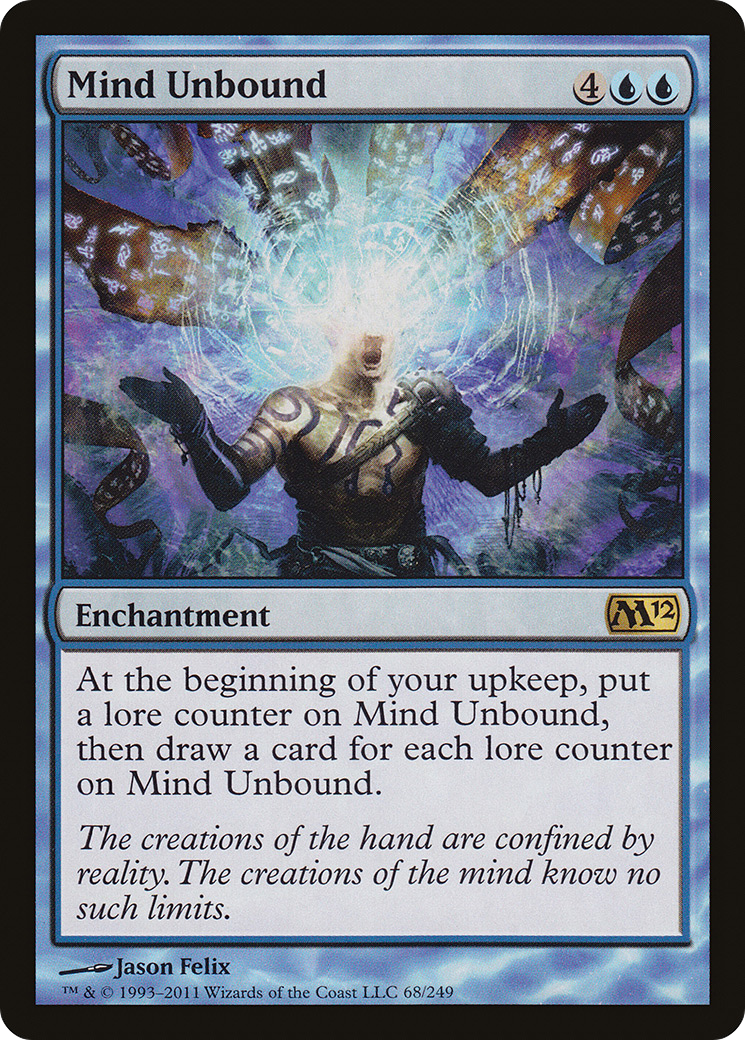 Mind Unbound
4
Enchantment
M12
At the beginning of your upkeep, put
a lore counter on Mind Unbound,
then draw a card for each lore counter
on Mind Unbound.
The creations of the hand are confined by
reality. The creations of the mind know no
such limits.
Jason Felix
™ & © 1993–2011 Wizards of the Coast LLC 68/249